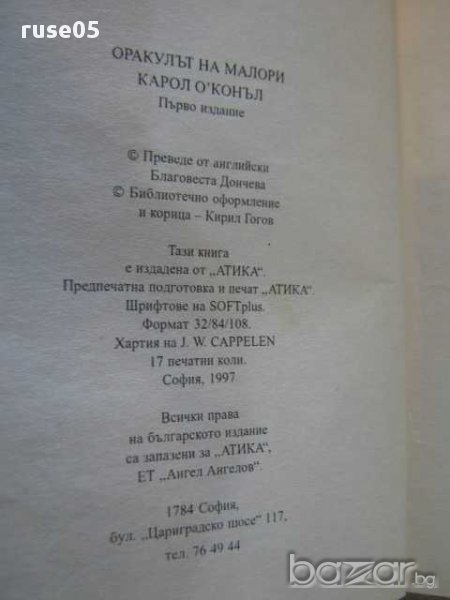 ruse05
ОРАКУЛЪТ НА МАЛОРИ
КАРОЛ О'КОНЪЛ
Първо издание
© Преведе от английски
Благовеста Дончева
© Библиотечно оформление
и корица – Кирил Гогов
Тази книга
е издадена от „АТИКА“.
Предпечатна подготовка и печат „АТИКА“.
Шрифтове на SOFTplus.
Формат 32/84/108.
Хартия на J. W. CAPPELEN
17 печатни коли.
София, 1997
Всички права
на българското издание
са запазени за „АТИКА“,
ЕТ „Ангел Ангелов“.
1784 София,
бул. „Цариградско шосе“ 117,
тел. 76 49 44
bazar.bg